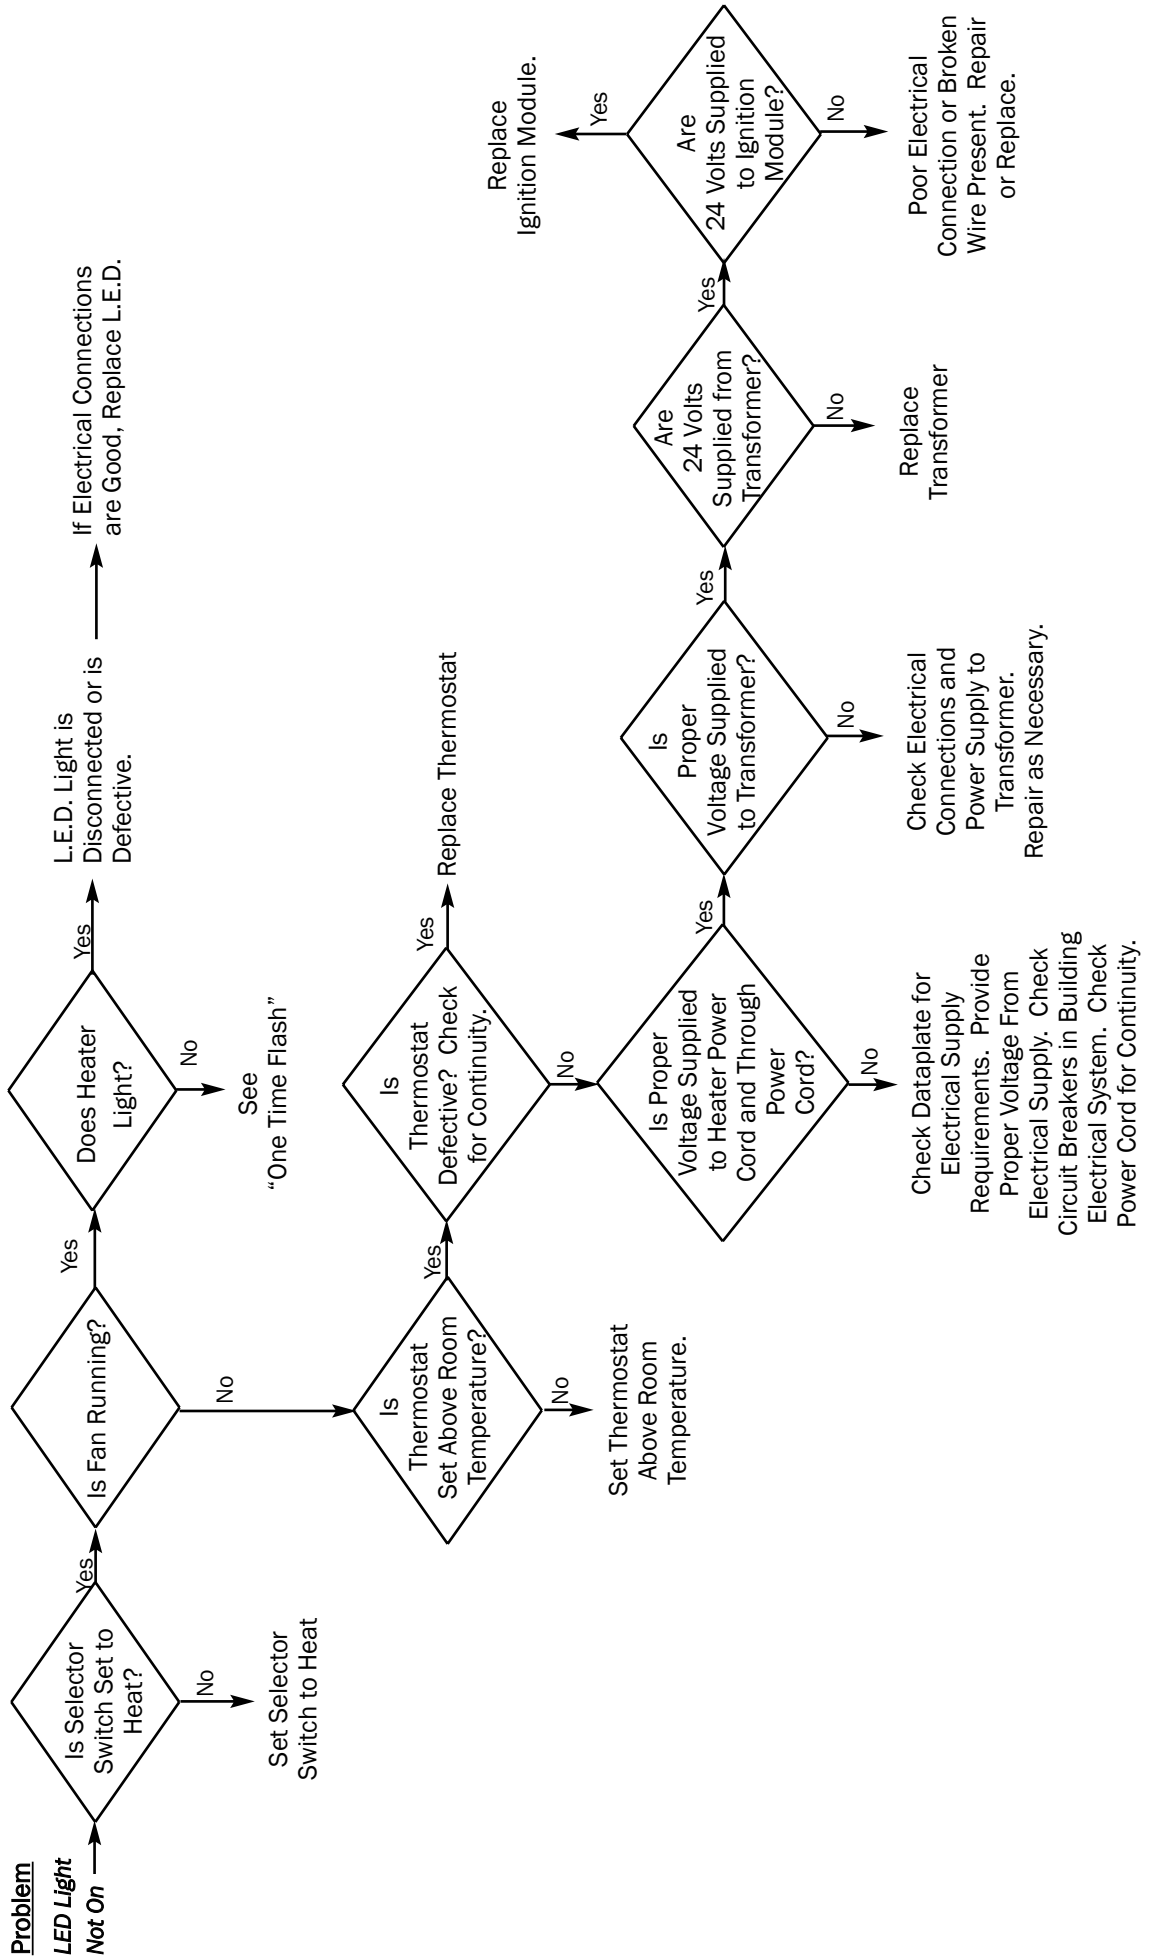 Problem
LED Light
Not On
Is Selector
Switch Set to
Heat?
Yes
No
Set Selector
Switch to Heat
Is Fan Running?
Yes
No
Does Heater
Light?
Yes
No
See
“One Time Flash”
L.E.D. Light is
Disconnected or is
Defective.
If Electrical Connections
are Good, Replace L.E.D.
Is
Thermostat
Set Above Room
Temperature?
Yes
No
Set Thermostat
Above Room
Temperature.
Is
Thermostat
Defective?  Check
for Continuity.
Yes
Replace Thermostat
No
Is Proper
Voltage Supplied
to Heater Power
Cord and Through
Power
Cord?
Yes
No
Check Dataplate for
Electrical Supply
Requirements.  Provide
Proper Voltage From
Electrical Supply.  Check
Circuit Breakers in Building
Electrical System.  Check
Power Cord for Continuity.
Is
Proper
Voltage Supplied
to Transformer?
Yes
No
Check Electrical
Connections and
Power Supply to
Transformer.
Repair as Necessary.
Are
24 Volts
Supplied from
Transformer?
Yes
No
Replace
Transformer
Are
24 Volts Supplied
to Ignition
Module?
Yes
Replace
Ignition Module.
No
Poor Electrical
Connection or Broken
Wire Present.  Repair
or Replace.